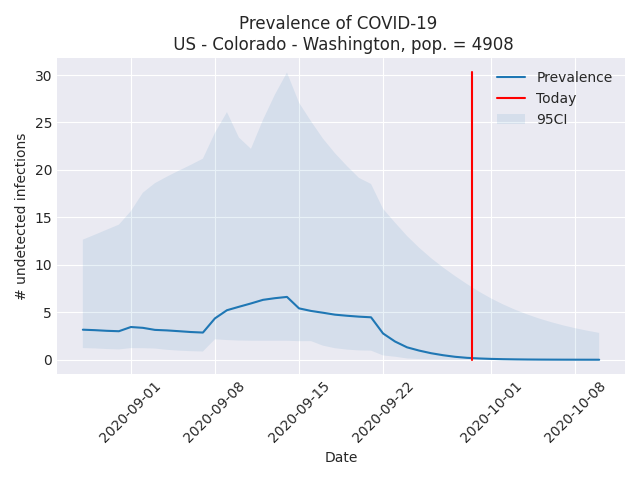 Prevalence of COVID-19
US - Colorado - Washington, pop. = 4908
# undetected infections
30
25
20
15
10
5
0
Prevalence
Today
95CI
2020-09-01
2020-09-08
2020-09-15
2020-09-22
2020-10-01
2020-10-08
Date